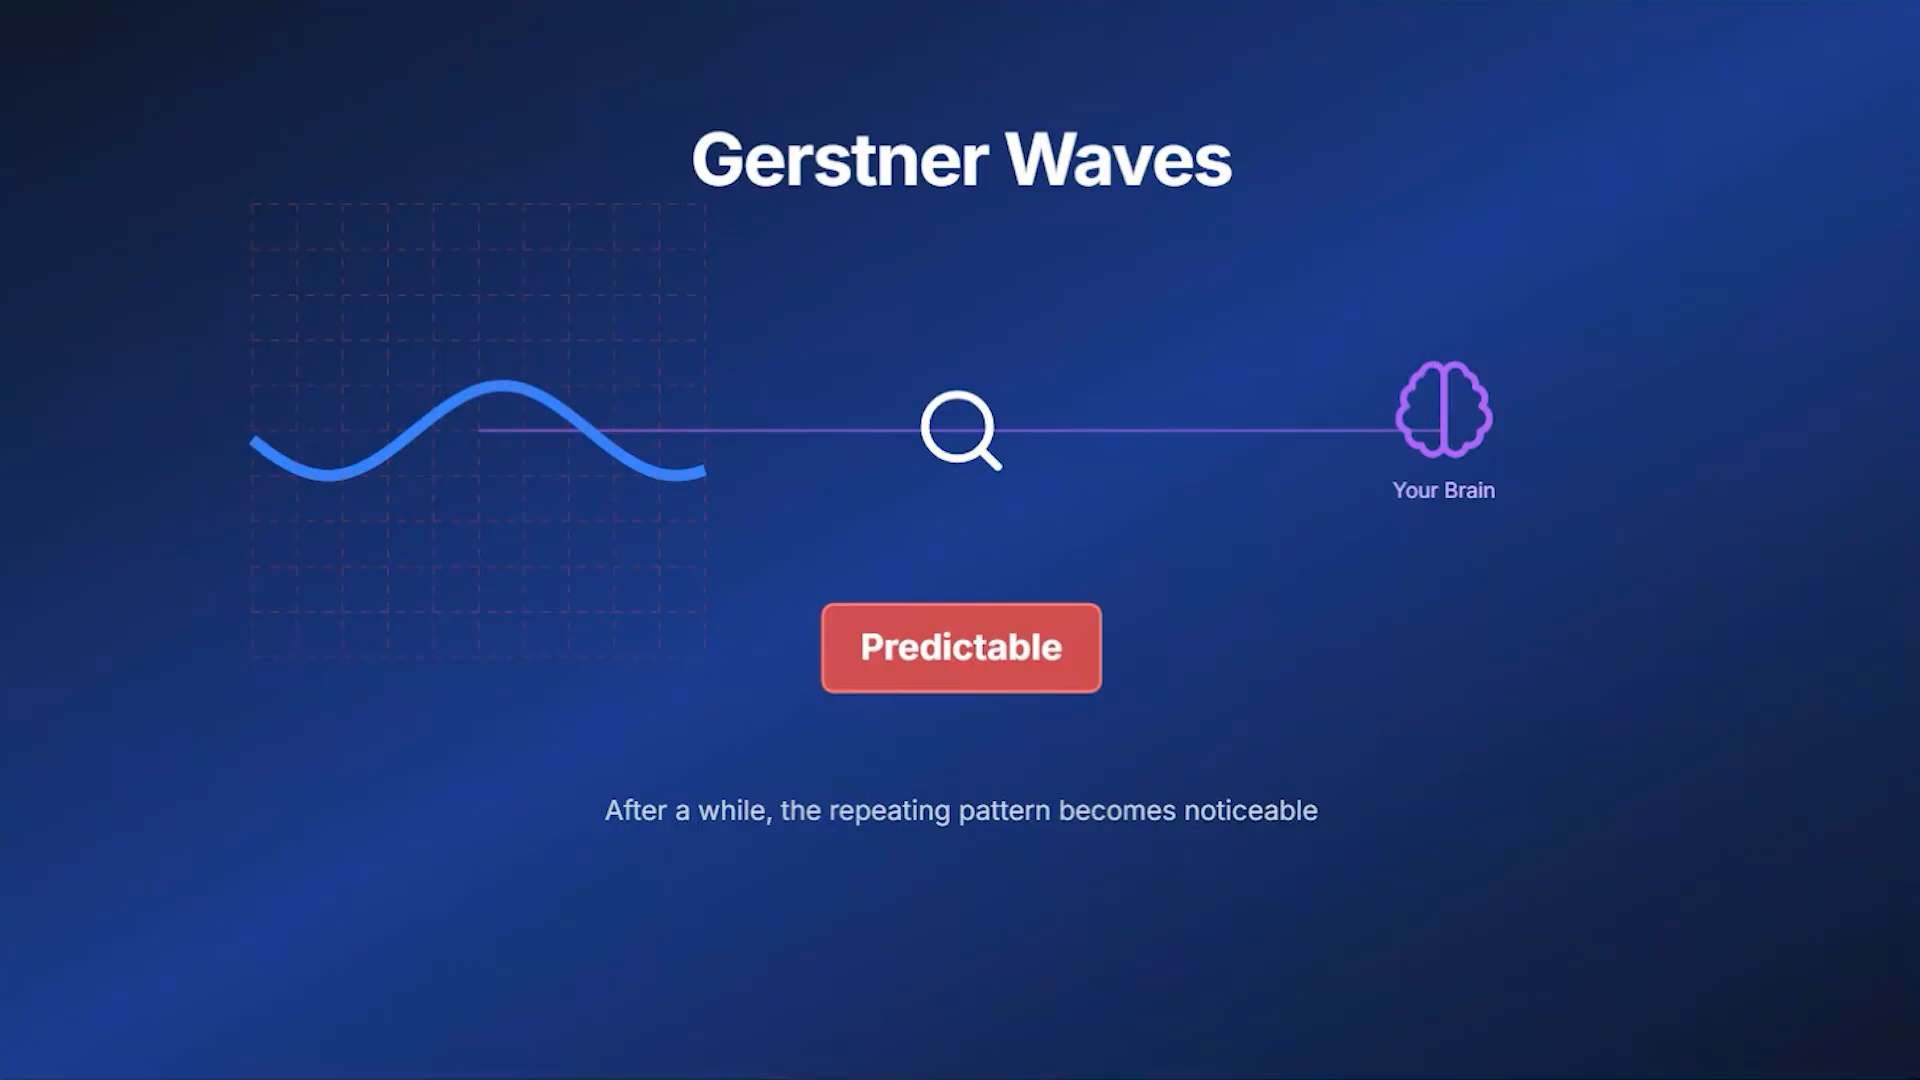 Gerstner Waves
Your Brain
Predictable
After a while, the repeating pattern becomes noticeable